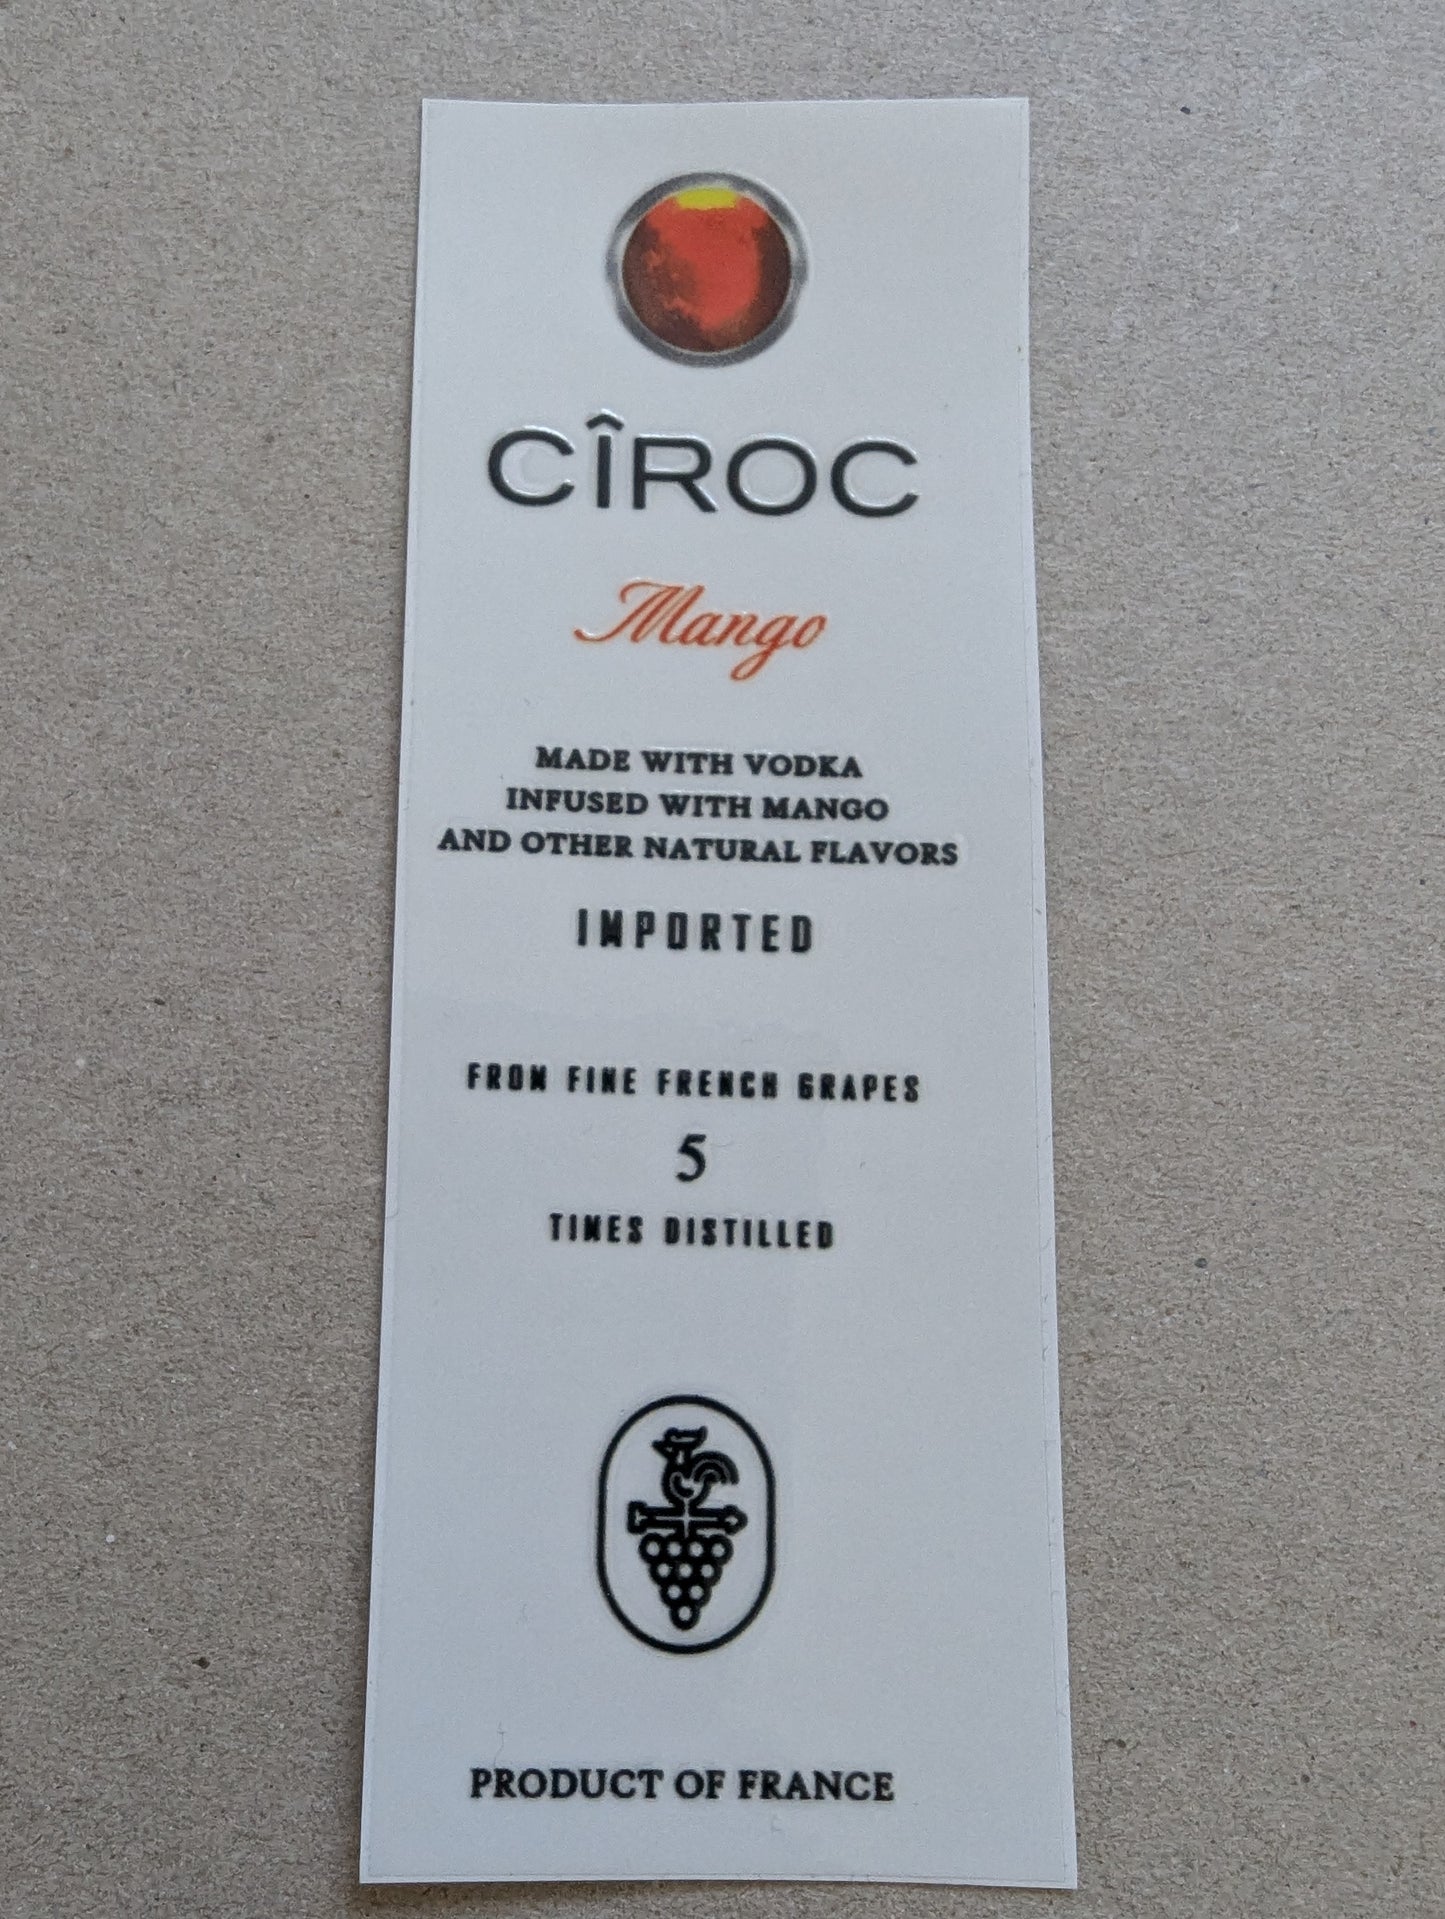 CÎROC
Mango
MADE WITH VODKA
INFUSED WITH MANGO
AND OTHER NATURAL FLAVORS
IMPORTED
FROM FINE FRENCH GRAPES
5
TIMES DISTILLED
PRODUCT OF FRANCE